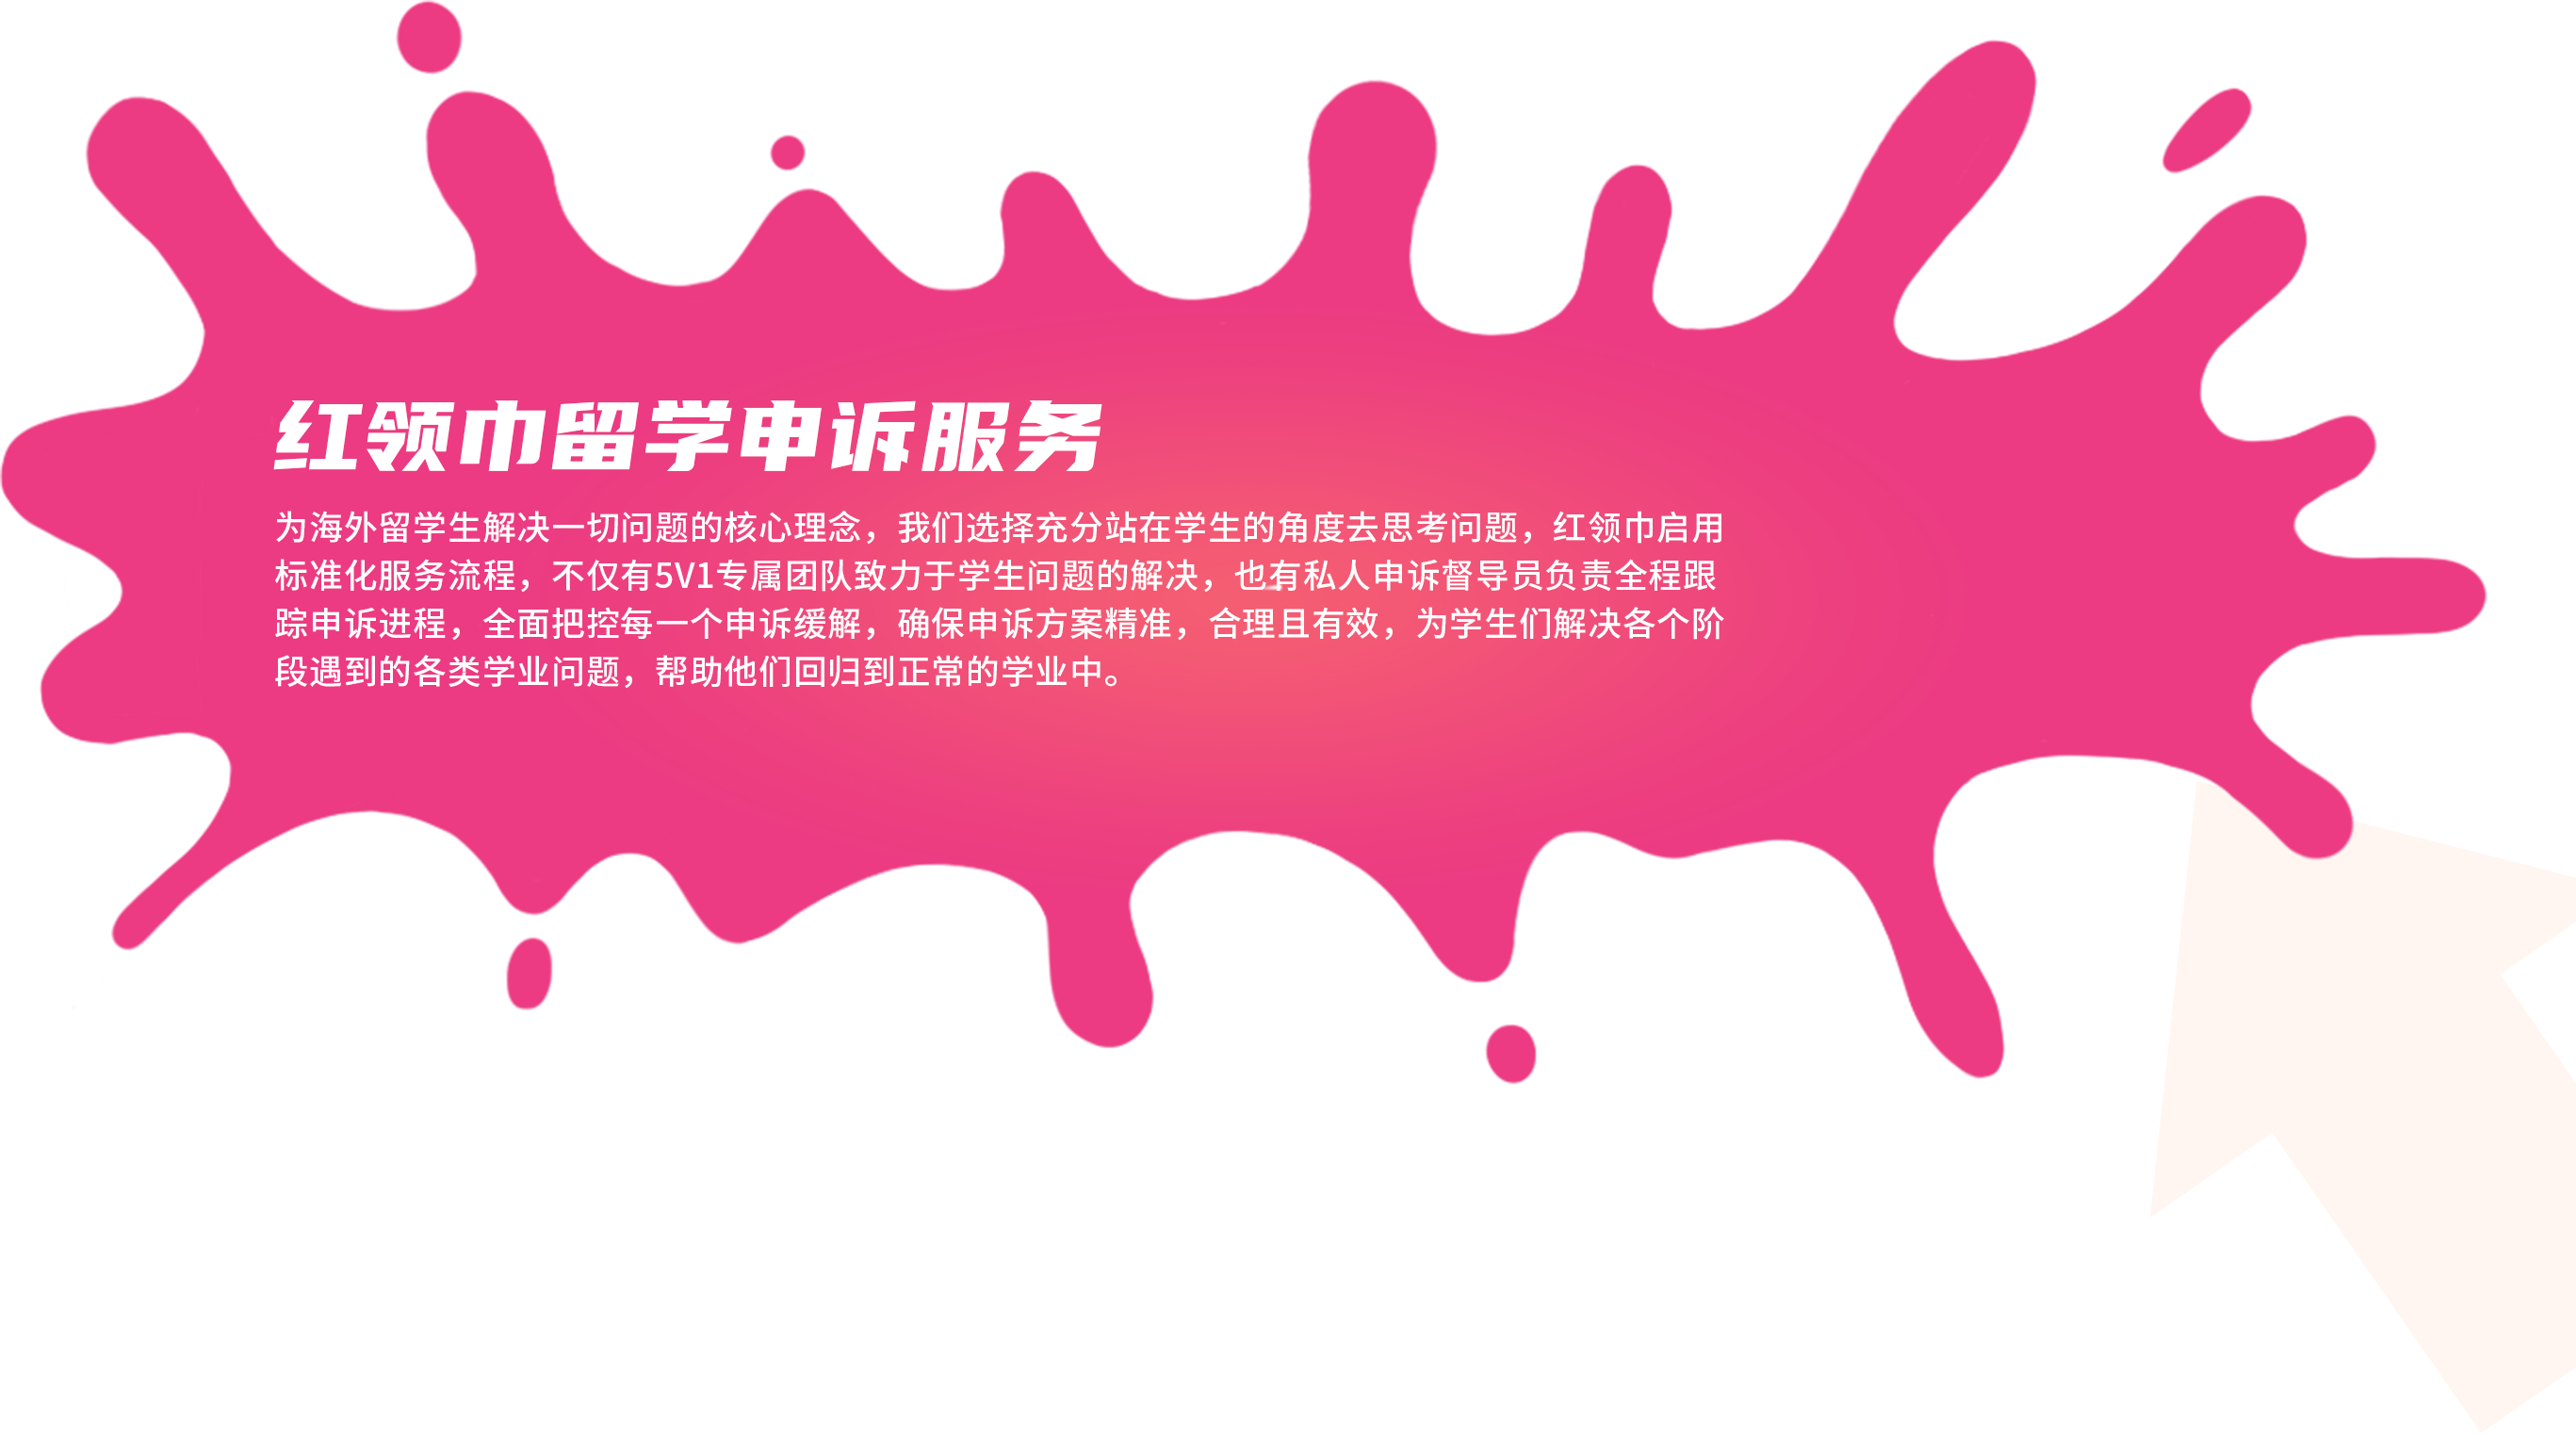 红领巾留学申诉服务
为海外留学生解决一切问题的核心理念，我们选择充分站在学生的角度去思考问题，红领巾启用
标准化服务流程，不仅有5V1专属团队致力于学生问题的解决，也有私人申诉督导员负责全程跟
踪申诉进程，全面把控每一个申诉缓解，确保申诉方案精准，合理且有效，为学生们解决各个阶
段遇到的各类学业问题，帮助他们回归到正常的学业中。